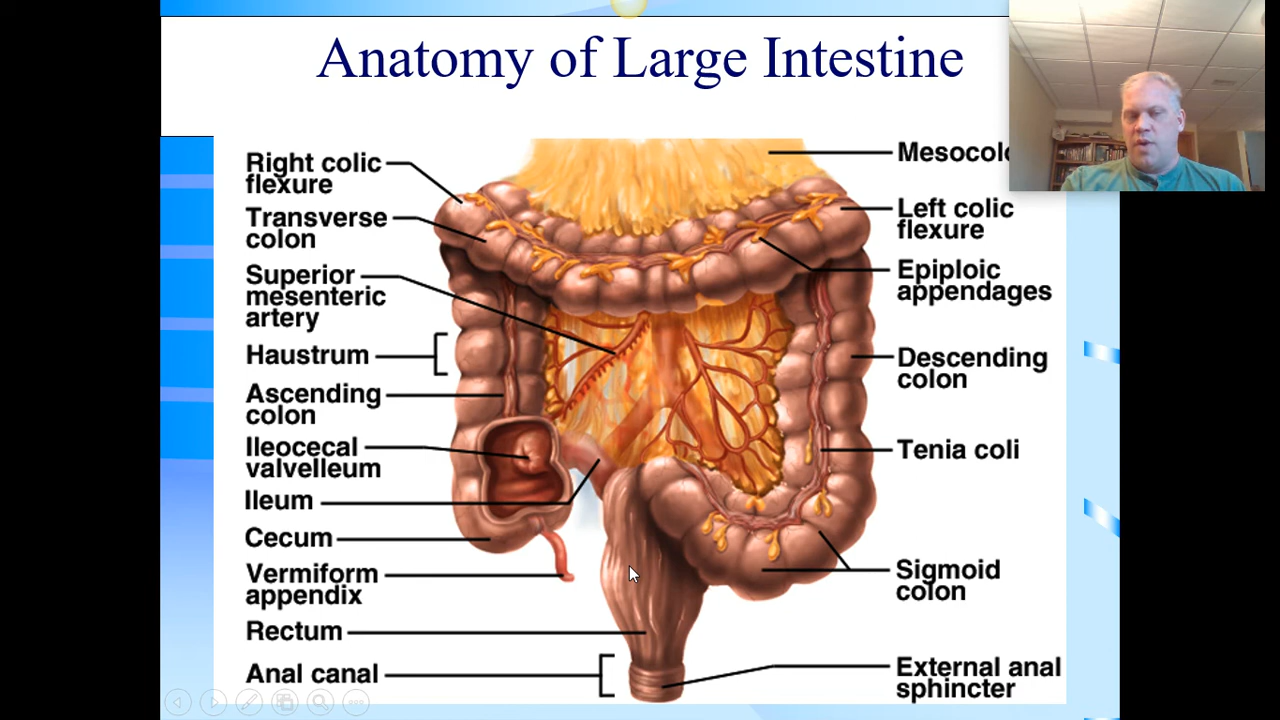 Anatomy of Large Intestine
Right colic
flexure
Transverse
colon
Superior
mesenteric
artery
Haustrum
Ascending
colon
Ileocecal
valvelleum
Ileum
Cecum
Vermiform
appendix
Rectum
Anal canal
Mesocolo
Left colic
flexure
Epiploic
appendages
Descending
colon
Tenia coli
Sigmoid
colon
External anal
sphincter